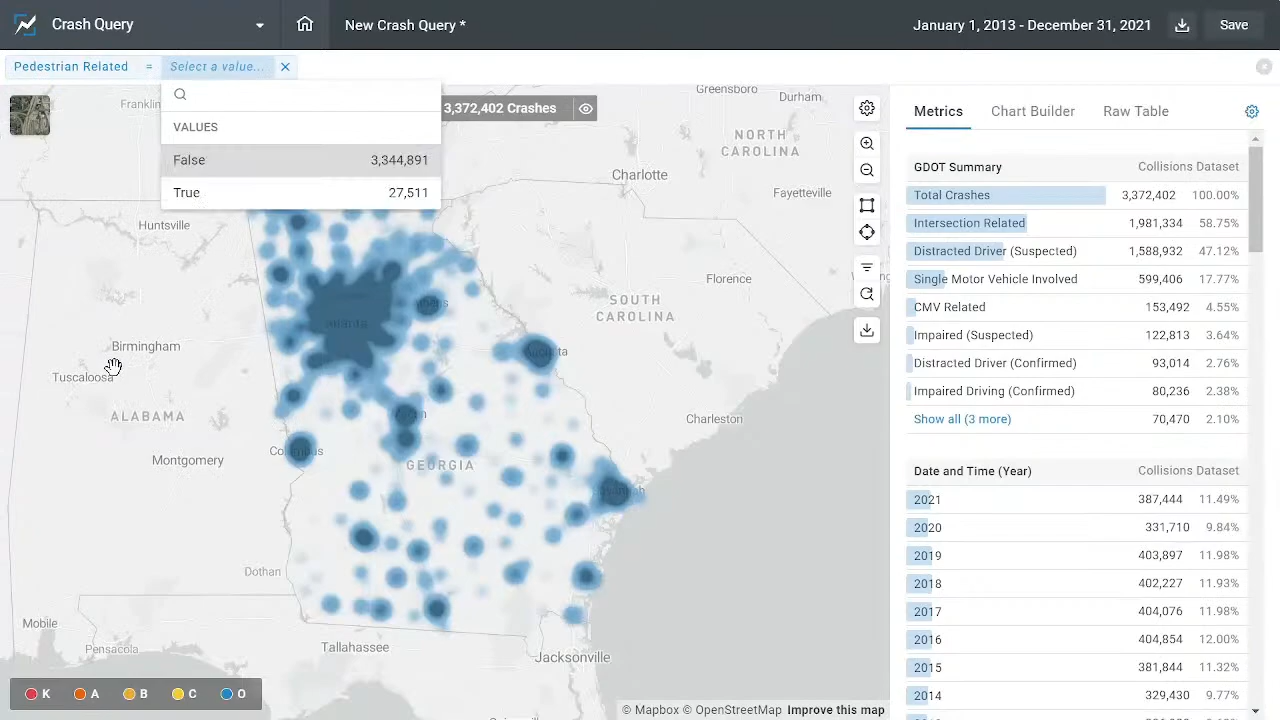 Crash Query
New Crash Query *
January 1, 2013 - December 31, 2021
Save
Pedestrian Related = Select a value...
VALUES
False 3,344,891
True 27,511
3,372,402 Crashes
Franklin
Greensboro
Durham
NORTH CAROLINA
Charlotte
Fayetteville
Huntsville
Florence
SOUTH CAROLINA
Atlanta
Birmingham
Augusta
Tuscaloosa
ALABAMA
Charleston
Columbus
Montgomery
GEORGIA
Savannah
Dothan
Mobile
Pensacola
Tallahassee
Jacksonville
K A B C O
© Mapbox © OpenStreetMap Improve this map
Metrics Chart Builder Raw Table
GDOT Summary Collisions Dataset
Total Crashes 3,372,402 100.00%
Intersection Related 1,981,334 58.75%
Distracted Driver (Suspected) 1,588,932 47.12%
Single Motor Vehicle Involved 599,406 17.77%
CMV Related 153,492 4.55%
Impaired (Suspected) 122,813 3.64%
Distracted Driver (Confirmed) 93,014 2.76%
Impaired Driving (Confirmed) 80,236 2.38%
Show all (3 more) 70,470 2.10%
Date and Time (Year) Collisions Dataset
2021 387,444 11.49%
2020 331,710 9.84%
2019 403,897 11.98%
2018 402,227 11.93%
2017 404,076 11.98%
2016 404,854 12.00%
2015 381,844 11.32%
2014 329,430 9.77%